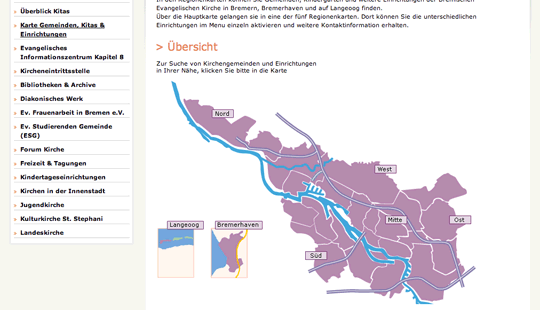 Überblick Kitas
Karte Gemeinden, Kitas &
Einrichtungen
Evangelisches
Informationszentrum Kapitel 8
Kircheneintrittsstelle
Bibliotheken & Archive
Diakonisches Werk
Ev. Frauenarbeit in Bremen e.V.
Ev. Studierenden Gemeinde
(ESG)
Forum Kirche
Freizeit & Tagungen
Kindertageseinrichtungen
Kirchen in der Innenstadt
Jugendkirche
Kulturkirche St. Stephani
Landeskirche
Evangelischen Kirche in Bremern, Bremerhaven und auf Langeoog finden.
Über die Hauptkarte gelangen sie in eine der fünf Regionenkarten. Dort können Sie die unterschiedlichen
Einrichtungen im Menü einzeln aktivieren und weitere Kontaktinformation erhalten.
> Übersicht
Zur Suche von Kirchengemeinden und Einrichtungen
in Ihrer Nähe, klicken Sie bitte in die Karte
Nord
West
Mitte
Ost
Süd
Langeoog
Bremerhaven